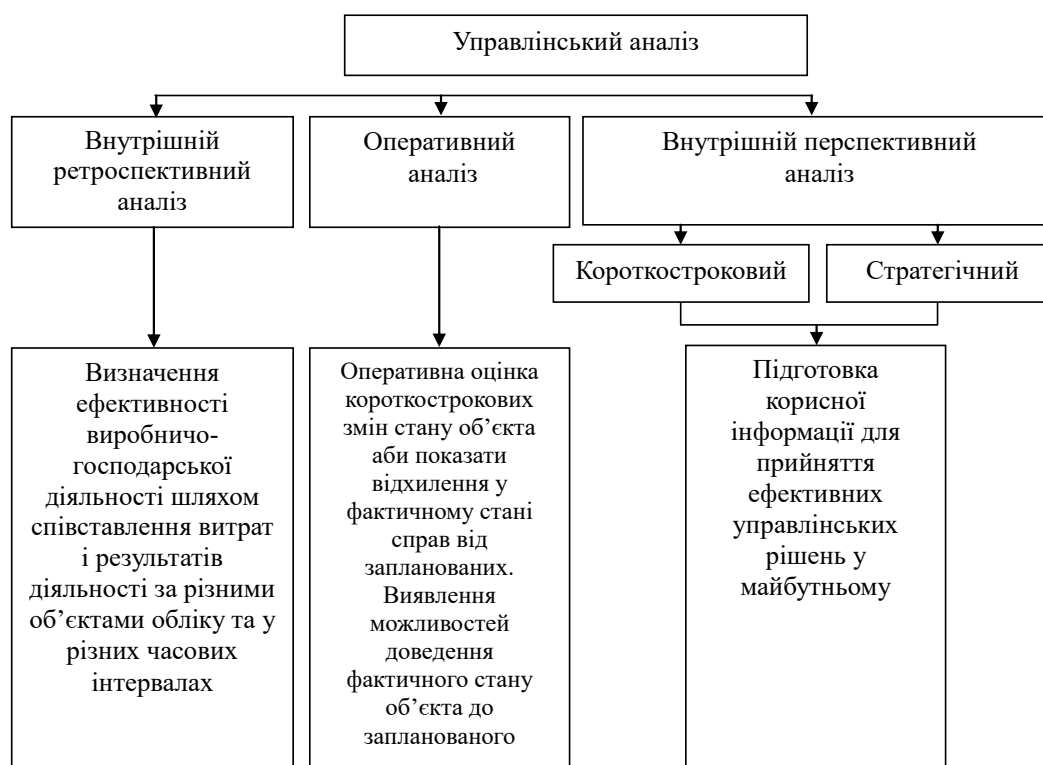 Управлінський аналіз
Внутрішній
ретроспективний
аналіз
Оперативний
аналіз
Внутрішній перспективний
аналіз
Короткостроковий
Стратегічний
Визначення
ефективності
виробничо-
господарської
діяльності шляхом
співставлення витрат
і результатів
діяльності за різними
об’єктами обліку та у
різних часових
інтервалах
Оперативна оцінка
короткострокових
змін стану об’єкта
аби показати
відхилення у
фактичному стані
справ від
запланованих.
Виявлення
можливостей
доведення
фактичного стану
об’єкта до
запланованого
Підготовка
корисної
інформації для
прийняття
ефективних
управлінських
рішень у
майбутньому